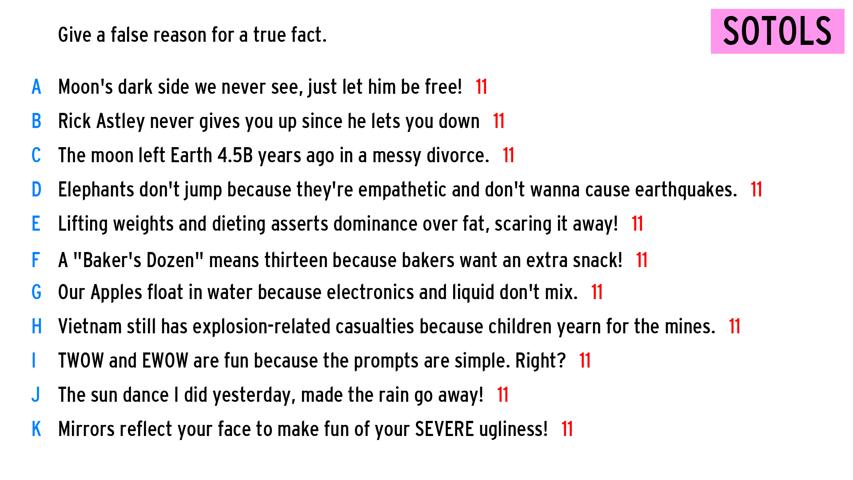 Give a false reason for a true fact.
SOTOLS
A Moon's dark side we never see, just let him be free! 11
B Rick Astley never gives you up since he lets you down 11
C The moon left Earth 4.5B years ago in a messy divorce. 11
D Elephants don't jump because they're empathetic and don't wanna cause earthquakes. 11
E Lifting weights and dieting asserts dominance over fat, scaring it away! 11
F A "Baker's Dozen" means thirteen because bakers want an extra snack! 11
G Our Apples float in water because electronics and liquid don't mix. 11
H Vietnam still has explosion-related casualties because children yearn for the mines. 11
I TWOW and EWOW are fun because the prompts are simple. Right? 11
J The sun dance I did yesterday, made the rain go away! 11
K Mirrors reflect your face to make fun of your SEVERE ugliness! 11